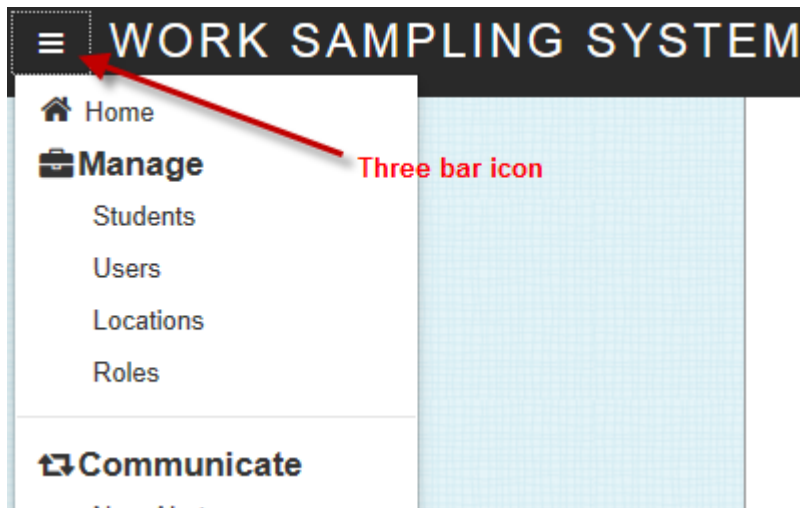 WORK SAMPLING SYSTEM
Home
Manage
Three bar icon
Students
Users
Locations
Roles
Communicate